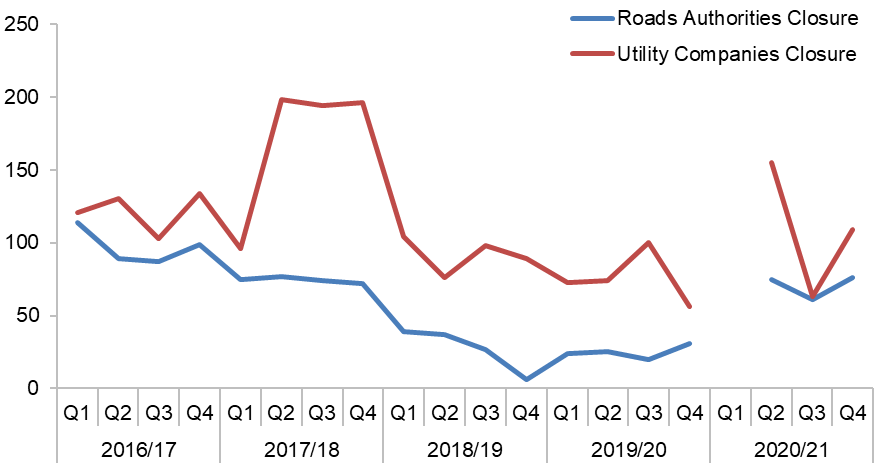 250
Roads Authorities Closure
Utility Companies Closure
200
150
100
50
0
Q1 Q2 Q3 Q4 Q1 Q2 Q3 Q4 Q1 Q2 Q3 Q4 Q1 Q2 Q3 Q4 Q1 Q2 Q3 Q4
2016/17 2017/18 2018/19 2019/20 2020/21